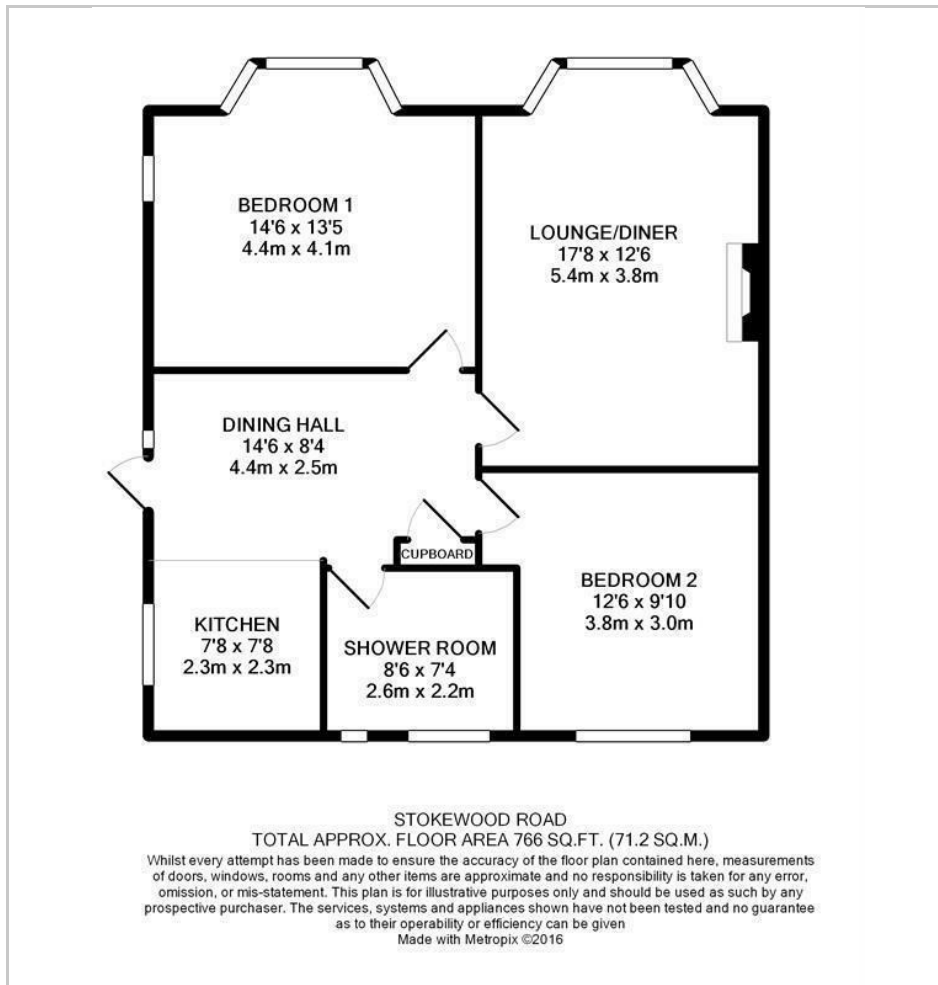 BEDROOM 1
14'6 x 13'5
4.4m x 4.1m
LOUNGE/DINER
17'8 x 12'6
5.4m x 3.8m
DINING HALL
14'6 x 8'4
4.4m x 2.5m
CUPBOARD
BEDROOM 2
12'6 x 9'10
3.8m x 3.0m
KITCHEN
7'8 x 7'8
2.3m x 2.3m
SHOWER ROOM
8'6 x 7'4
2.6m x 2.2m
STOKEWOOD ROAD
TOTAL APPROX. FLOOR AREA 766 SQ.FT. (71.2 SQ.M.)
Whilst every attempt has been made to ensure the accuracy of the floor plan contained here, measurements
of doors, windows, rooms and any other items are approximate and no responsibility is taken for any error,
omission, or mis-statement. This plan is for illustrative purposes only and should be used as such by any
prospective purchaser. The services, systems and appliances shown have not been tested and no guarantee
as to their operability or efficiency can be given
Made with Metropix ©2016